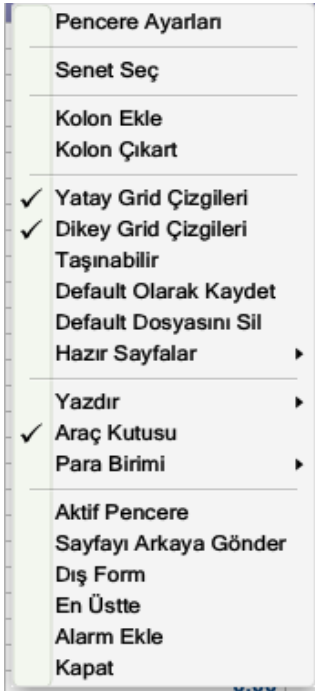 Pencere Ayarları
Senet Seç
Kolon Ekle
Kolon Çıkart
Yatay Grid Çizgileri
Dikey Grid Çizgileri
Taşınabilir
Default Olarak Kaydet
Default Dosyasını Sil
Hazır Sayfalar
Yazdır
Araç Kutusu
Para Birimi
Aktif Pencere
Sayfayı Arkaya Gönder
Dış Form
En Üstte
Alarm Ekle
Kapat